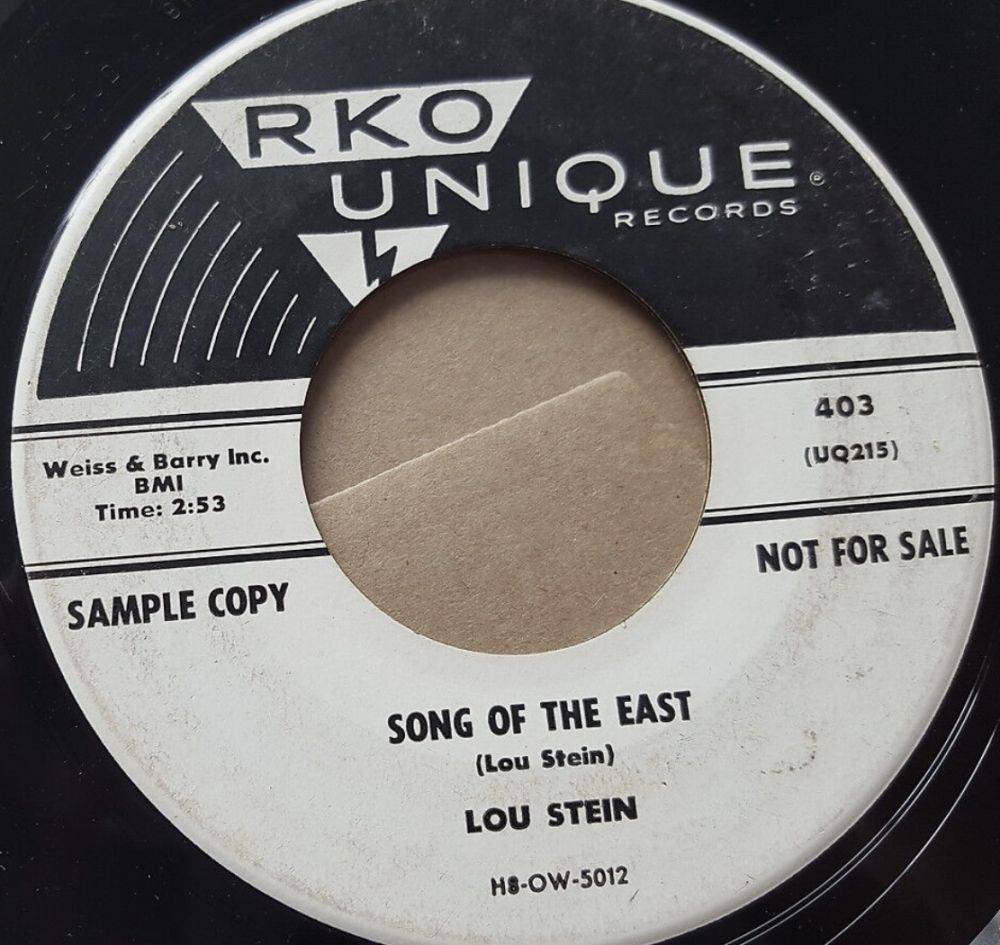 RKO
UNIQUE®
RECORDS
403
(UQ215)
Weiss & Barry Inc.
BMI
Time: 2:53
NOT FOR SALE
SAMPLE COPY
SONG OF THE EAST
(Lou Stein)
LOU STEIN
H8-OW-5012